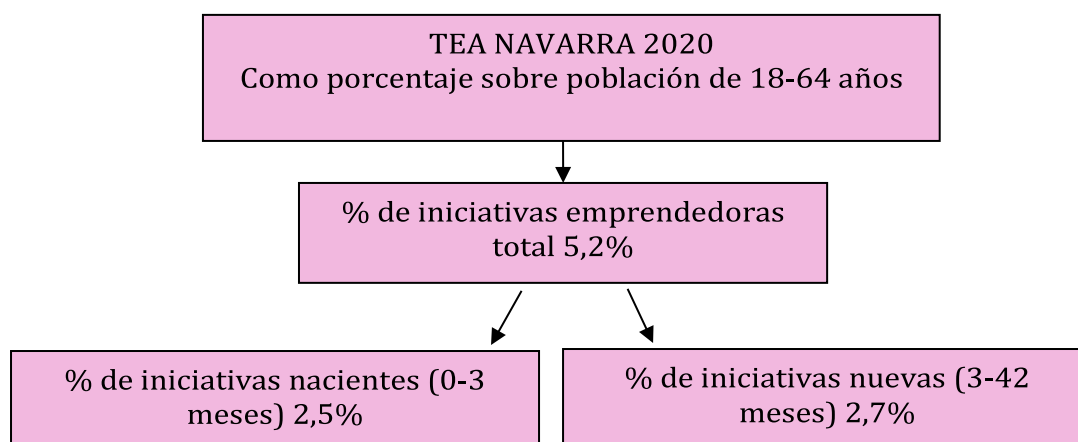 TEA NAVARRA 2020
Como porcentaje sobre población de 18-64 años
% de iniciativas emprendedoras
total 5,2%
% de iniciativas nacientes (0-3
meses) 2,5%
% de iniciativas nuevas (3-42
meses) 2,7%